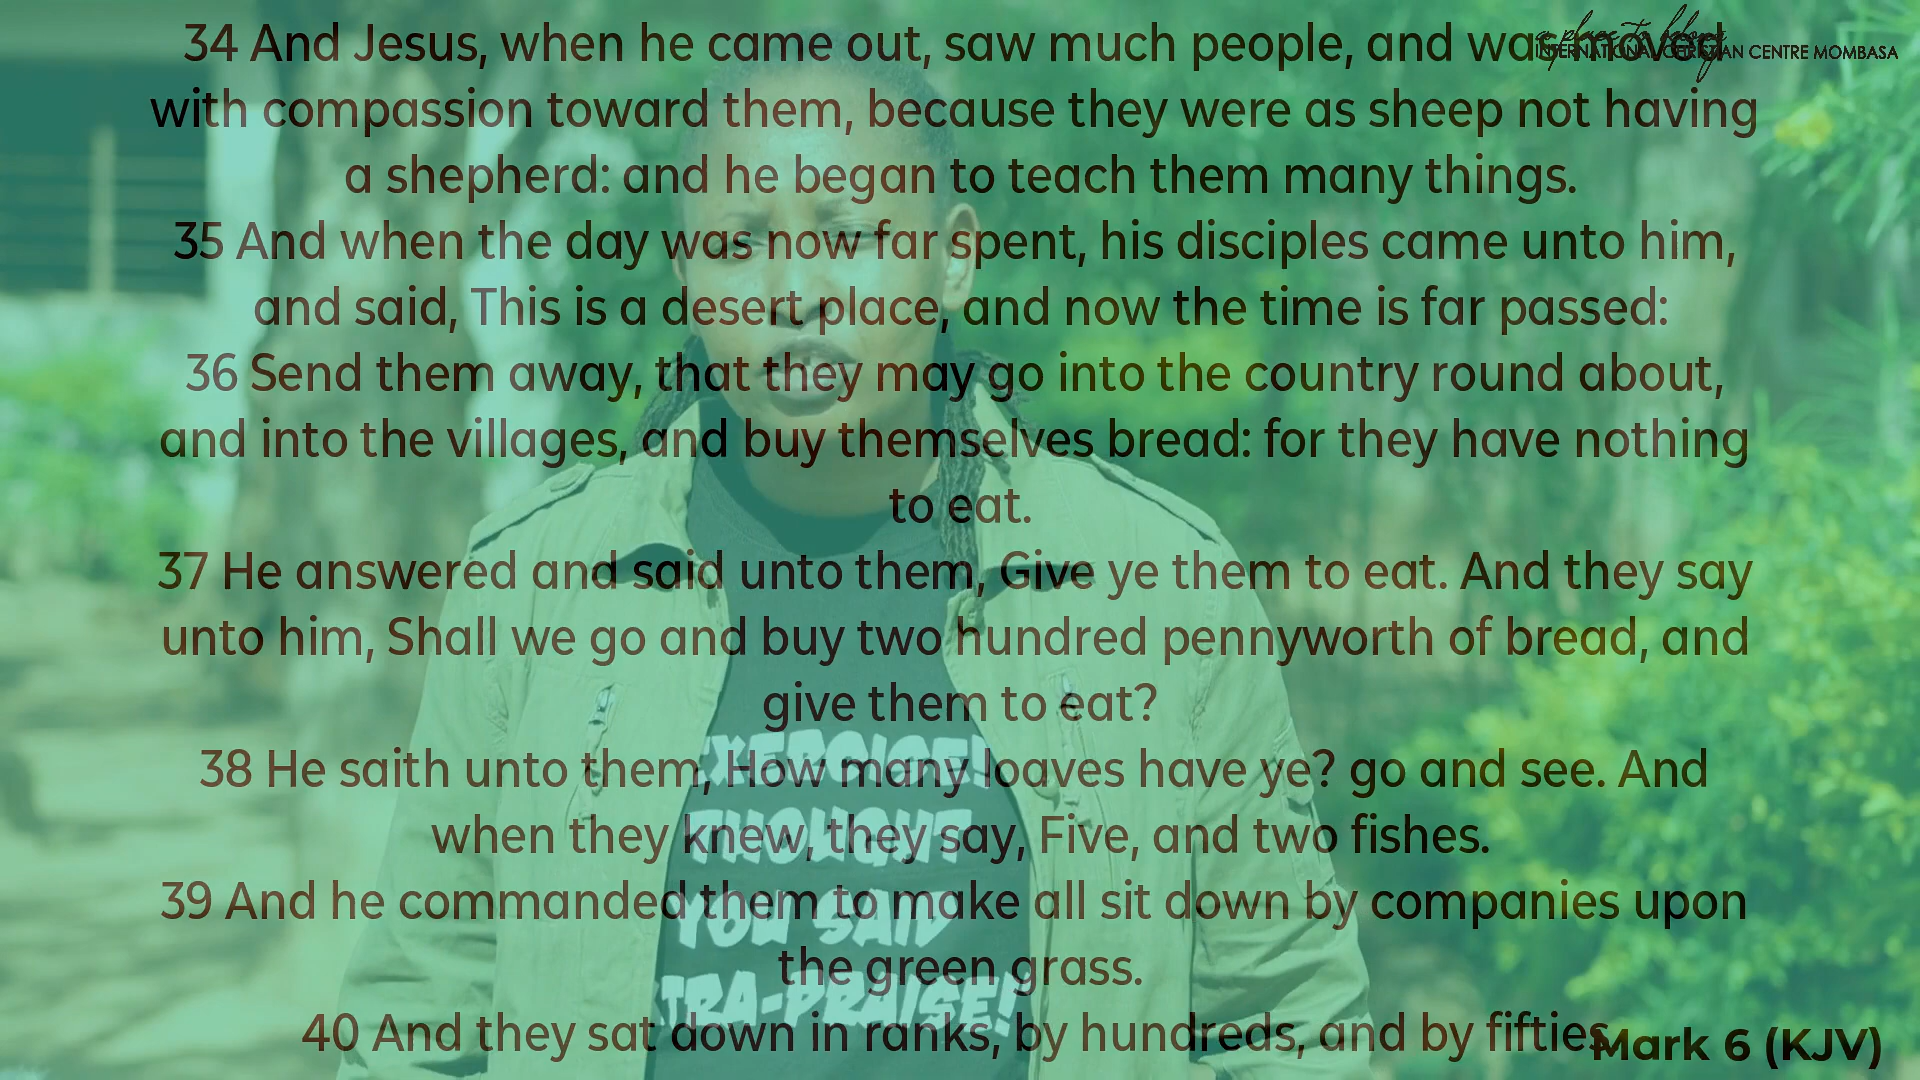 34 And Jesus, when he came out, saw much people, and was moved
a place to belong
INTERNATIONAL CHRISTIAN CENTRE MOMBASA
with compassion toward them, because they were as sheep not having
a shepherd: and he began to teach them many things.
35 And when the day was now far spent, his disciples came unto him,
and said, This is a desert place, and now the time is far passed:
36 Send them away, that they may go into the country round about,
and into the villages, and buy themselves bread: for they have nothing
to eat.
37 He answered and said unto them, Give ye them to eat. And they say
unto him, Shall we go and buy two hundred pennyworth of bread, and
give them to eat?
38 He saith unto them, How many loaves have ye? go and see. And
when they knew, they say, Five, and two fishes.
39 And he commanded them to make all sit down by companies upon
the green grass.
40 And they sat down in ranks, by hundreds, and by fifties.
Mark 6 (KJV)
EXERCISE!
THOUGHT
YOU SAID
XTRA-PRAISE!